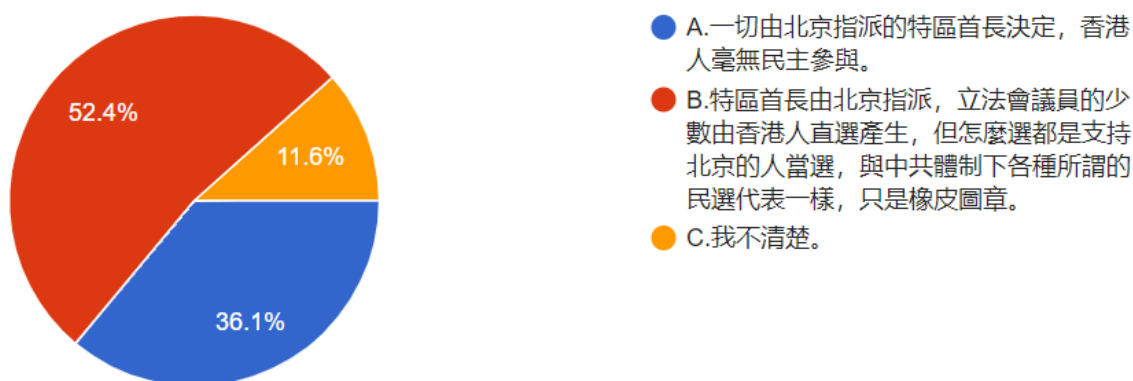 52.4%
11.6%
36.1%
A.一切由北京指派的特區首長決定，香港
人毫無民主參與。
B.特區首長由北京指派，立法會議員的少
數由香港人直選產生，但怎麼選都是支持
北京的人當選，與中共體制下各種所謂的
民選代表一樣，只是橡皮圖章。
C.我不清楚。